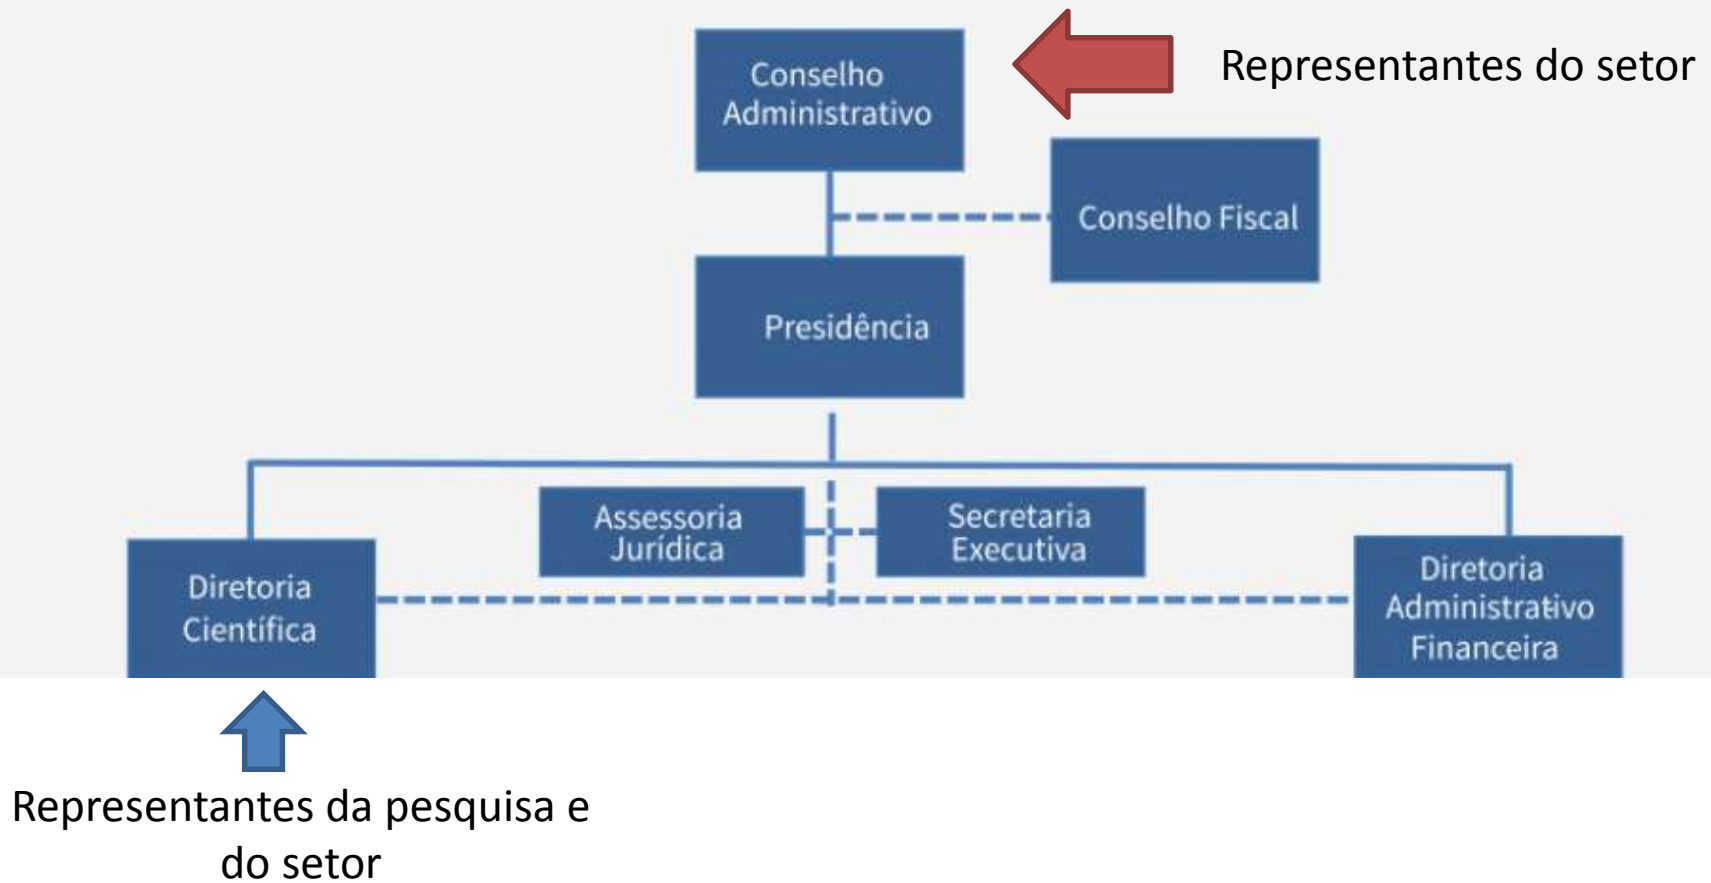 Conselho
Administrativo
Representantes do setor
Conselho Fiscal
Presidência
Assessoria
Jurídica
Secretaria
Executiva
Diretoria
Científica
Diretoria
Administrativo
Financeira
Representantes da pesquisa e
do setor